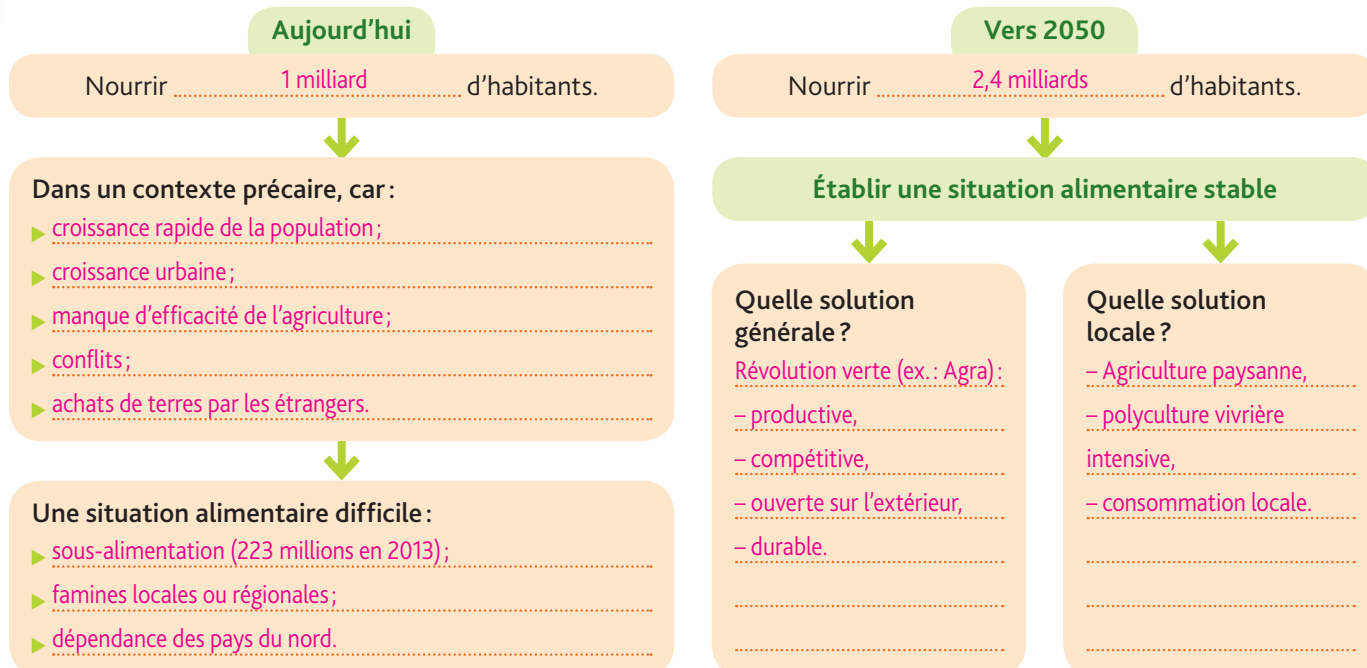 Aujourd'hui
Nourrir 1 milliard d'habitants.
Dans un contexte précaire, car :
croissance rapide de la population ;
croissance urbaine ;
manque d'efficacité de l'agriculture ;
conflits ;
achats de terres par les étrangers.
Une situation alimentaire difficile :
sous-alimentation (223 millions en 2013) ;
famines locales ou régionales ;
dépendance des pays du nord.
Vers 2050
Nourrir 2,4 milliards d'habitants.
Établir une situation alimentaire stable
Quelle solution
générale ?
Révolution verte (ex. : Agra) :
– productive,
– compétitive,
– ouverte sur l'extérieur,
– durable.
Quelle solution
locale ?
– Agriculture paysanne,
– polyculture vivrière
intensive,
– consommation locale.